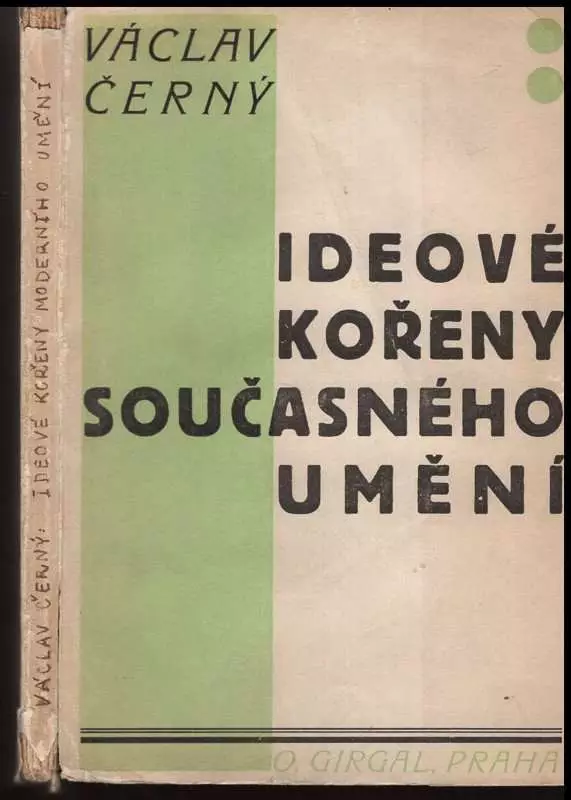 VÁCLAV
ČERNÝ
IDEOVÉ
KOŘENY
SOUČASNÉHO
UMĚNÍ
O. GIRGAL, PRAHA
VÁCLAV ČERNÝ: IDEOVÉ KOŘENY MODERNÍHO UMĚNÍ